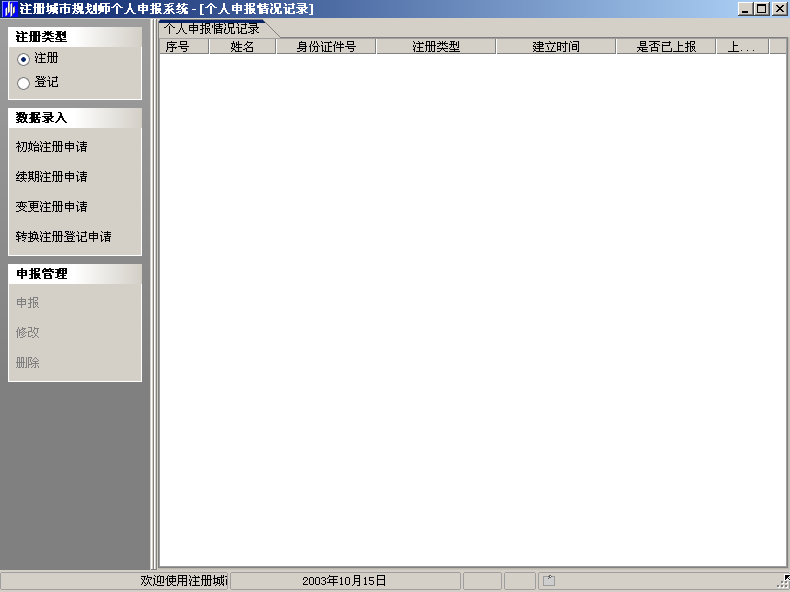 注册城市规划师个人申报系统 - [个人申报情况记录]
注册类型
注册
登记
数据录入
初始注册申请
续期注册申请
变更注册申请
转换注册登记申请
申报管理
申报
修改
删除
个人申报情况记录
序号 姓名 身份证件号 注册类型 建立时间 是否已上报 上...
欢迎使用注册城 2003年10月15日